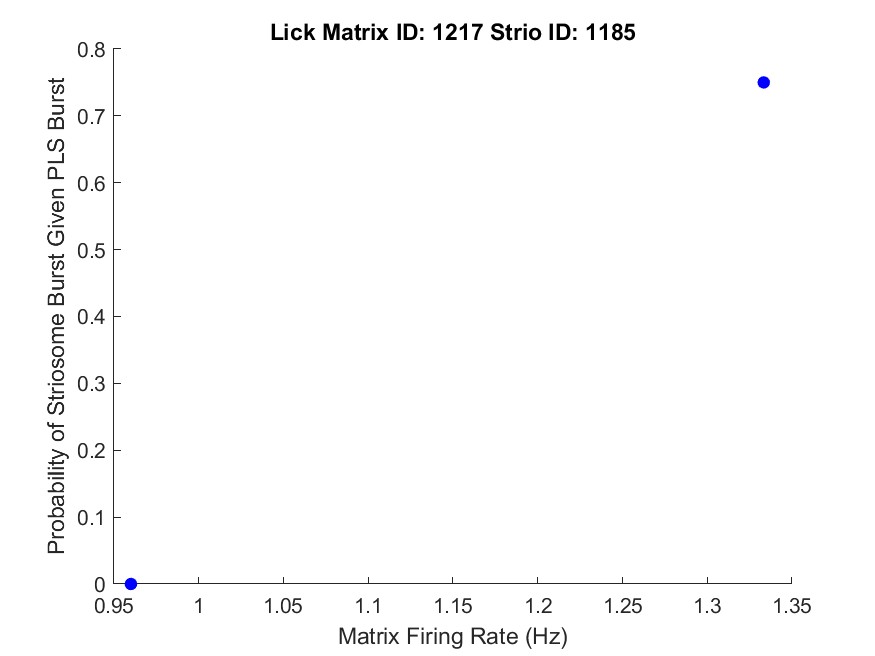 Lick Matrix ID: 1217 Strio ID: 1185
Probability of Striosome Burst Given PLS Burst
0.8
0.7
0.6
0.5
0.4
0.3
0.2
0.1
0
0.95 1 1.05 1.1 1.15 1.2 1.25 1.3 1.35
Matrix Firing Rate (Hz)